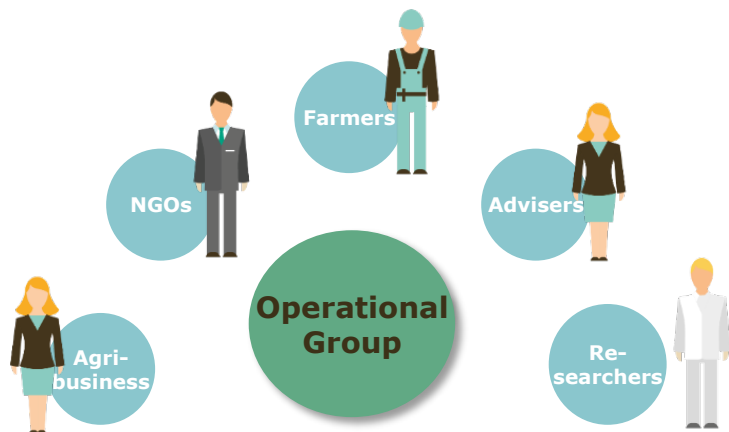 Farmers
NGOs
Advisers
Operational
Group
Agri-
business
Re-
searchers